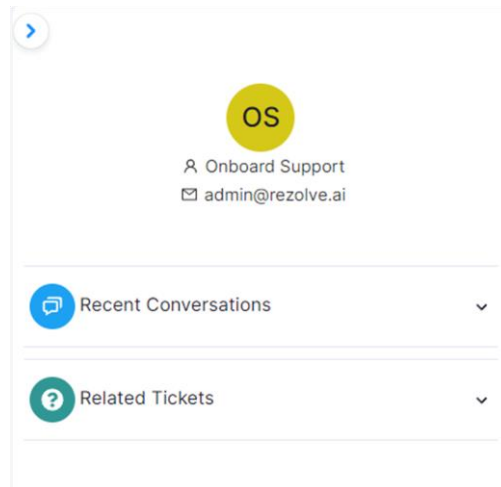 OS
Onboard Support
admin@rezolve.ai
Recent Conversations
Related Tickets